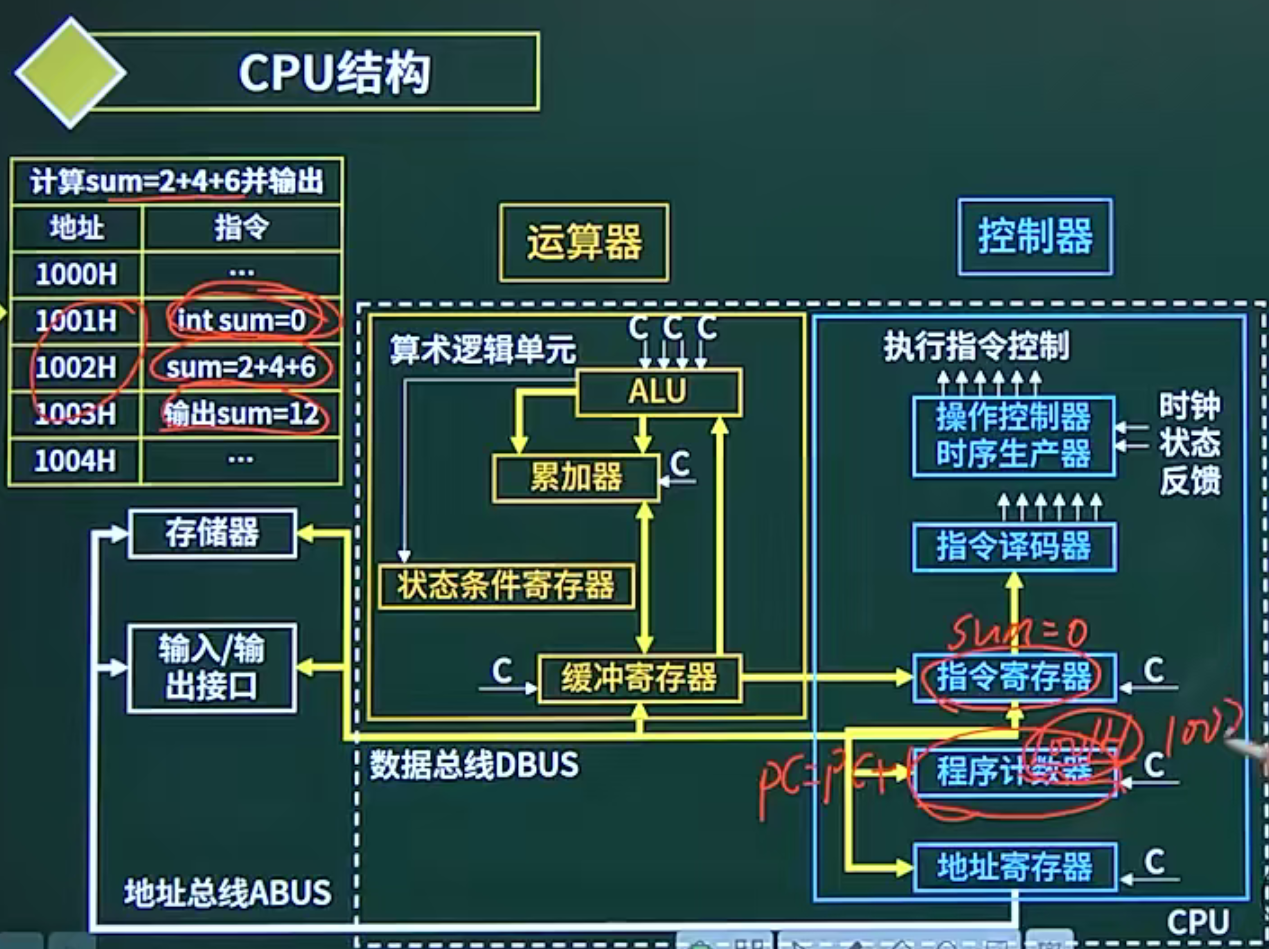 CPU结构
计算sum=2+4+6并输出
地址 指令
1000H ...
1001H int sum=0
1002H sum=2+4+6
1003H 输出sum=12
1004H ...
运算器
控制器
算术逻辑单元
C C C
ALU
累加器
C
状态条件寄存器
C
缓冲寄存器
执行指令控制
操作控制器
时序生产器
时钟
状态
反馈
指令译码器
sum=0
指令寄存器
C
PC=PC+1
程序计数器
C
地址寄存器
C
存储器
输入/输
出接口
数据总线DBUS
地址总线ABUS
CPU